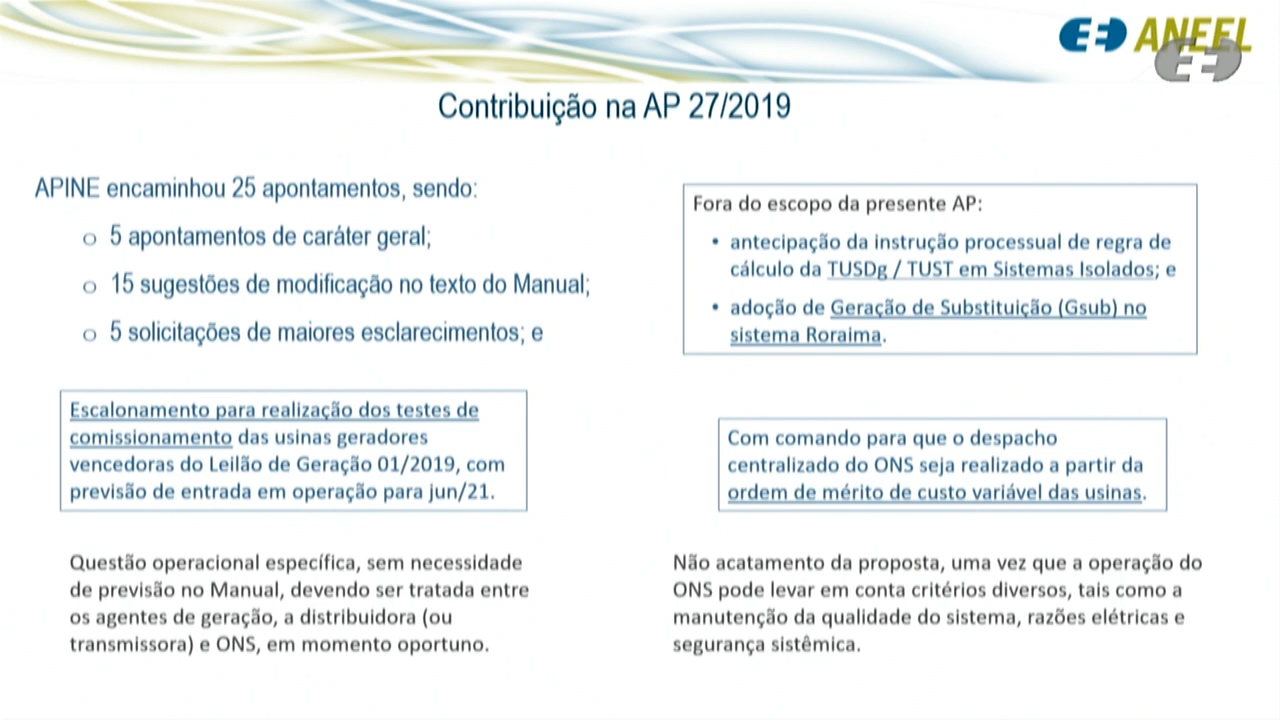 ANEEL
Contribuição na AP 27/2019
APINE encaminhou 25 apontamentos, sendo:
o 5 apontamentos de caráter geral;
o 15 sugestões de modificação no texto do Manual;
o 5 solicitações de maiores esclarecimentos; e
Fora do escopo da presente AP:
• antecipação da instrução processual de regra de
cálculo da TUSDg / TUST em Sistemas Isolados; e
• adoção de Geração de Substituição (Gsub) no
sistema Roraima.
Escalonamento para realização dos testes de
comissionamento das usinas geradores
vencedoras do Leilão de Geração 01/2019, com
previsão de entrada em operação para jun/21.
Com comando para que o despacho
centralizado do ONS seja realizado a partir da
ordem de mérito de custo variável das usinas.
Questão operacional específica, sem necessidade
de previsão no Manual, devendo ser tratada entre
os agentes de geração, a distribuidora (ou
transmissora) e ONS, em momento oportuno.
Não acatamento da proposta, uma vez que a operação do
ONS pode levar em conta critérios diversos, tais como a
manutenção da qualidade do sistema, razões elétricas e
segurança sistêmica.